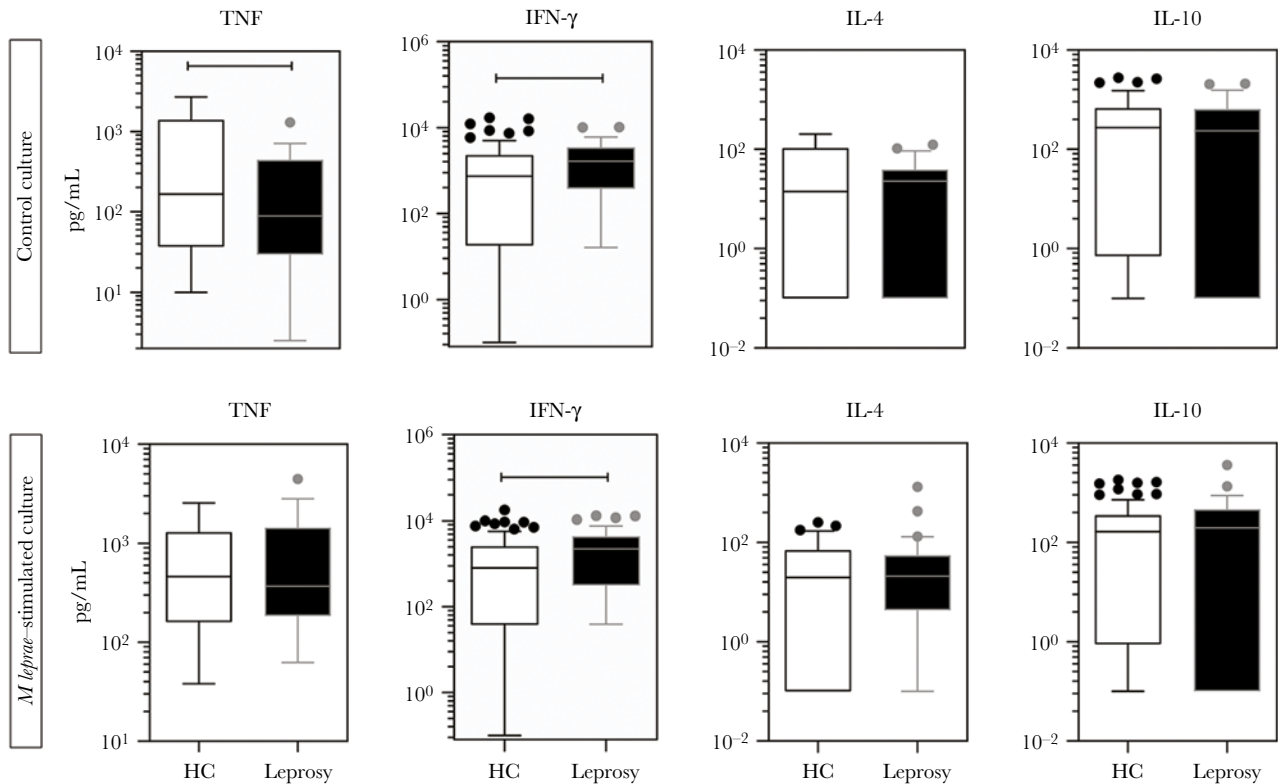 TNF
IFN-γ
IL-4
IL-10
Control culture
pg/mL
10⁴
10³
10²
10¹
10⁶
10⁴
10²
10⁰
10⁴
10²
10⁰
10⁻²
10⁴
10²
10⁰
10⁻²
TNF
IFN-γ
IL-4
IL-10
M leprae–stimulated culture
pg/mL
10⁴
10³
10²
10¹
10⁶
10⁴
10²
10⁰
10⁴
10²
10⁰
10⁻²
10⁴
10²
10⁰
10⁻²
HC Leprosy
HC Leprosy
HC Leprosy
HC Leprosy